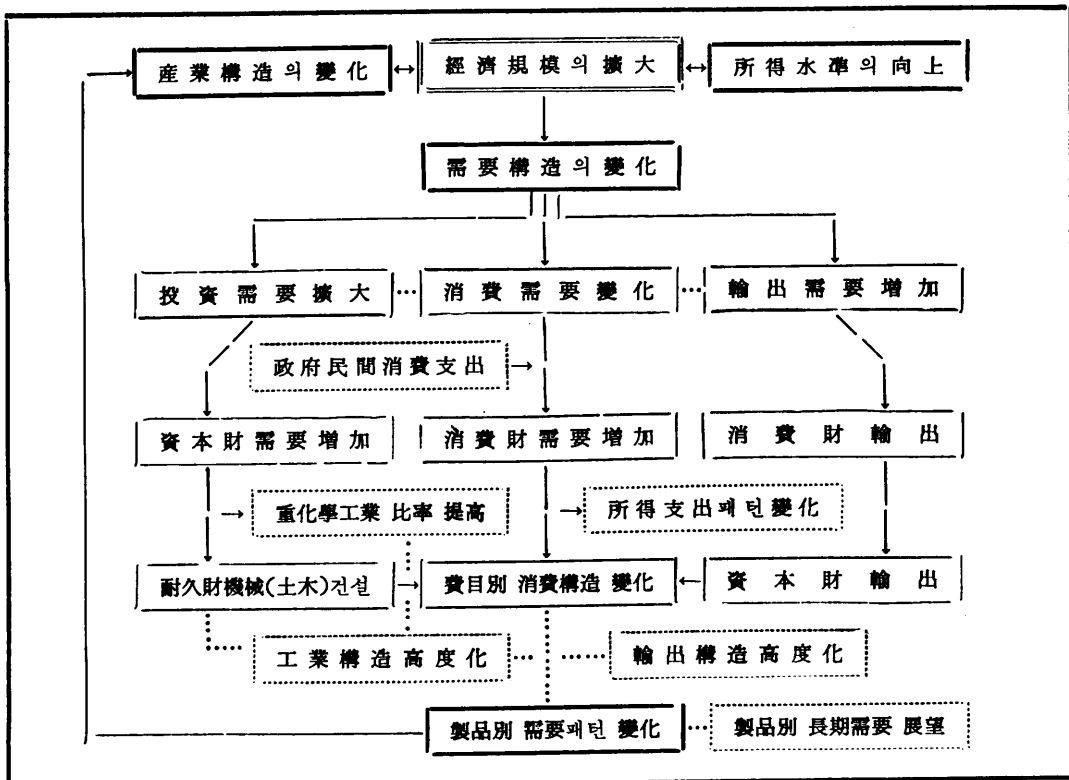 産業構造의變化 ↔ 經濟規模의擴大 ↔ 所得水準의向上
需要構造의變化
投資需要擴大 … 消費需要變化 … 輸出需要增加
政府民間消費支出 →
資本財需要增加 消費財需要增加 消費財輸出
→ 重化學工業 比率 提高 → 所得支出패턴變化
耐久財機械(土木)건설 → 費目別 消費構造 變化 ← 資本財輸出
工業構造高度化 … …… 輸出構造高度化
製品別 需要패턴 變化 … 製品別 長期需要 展望